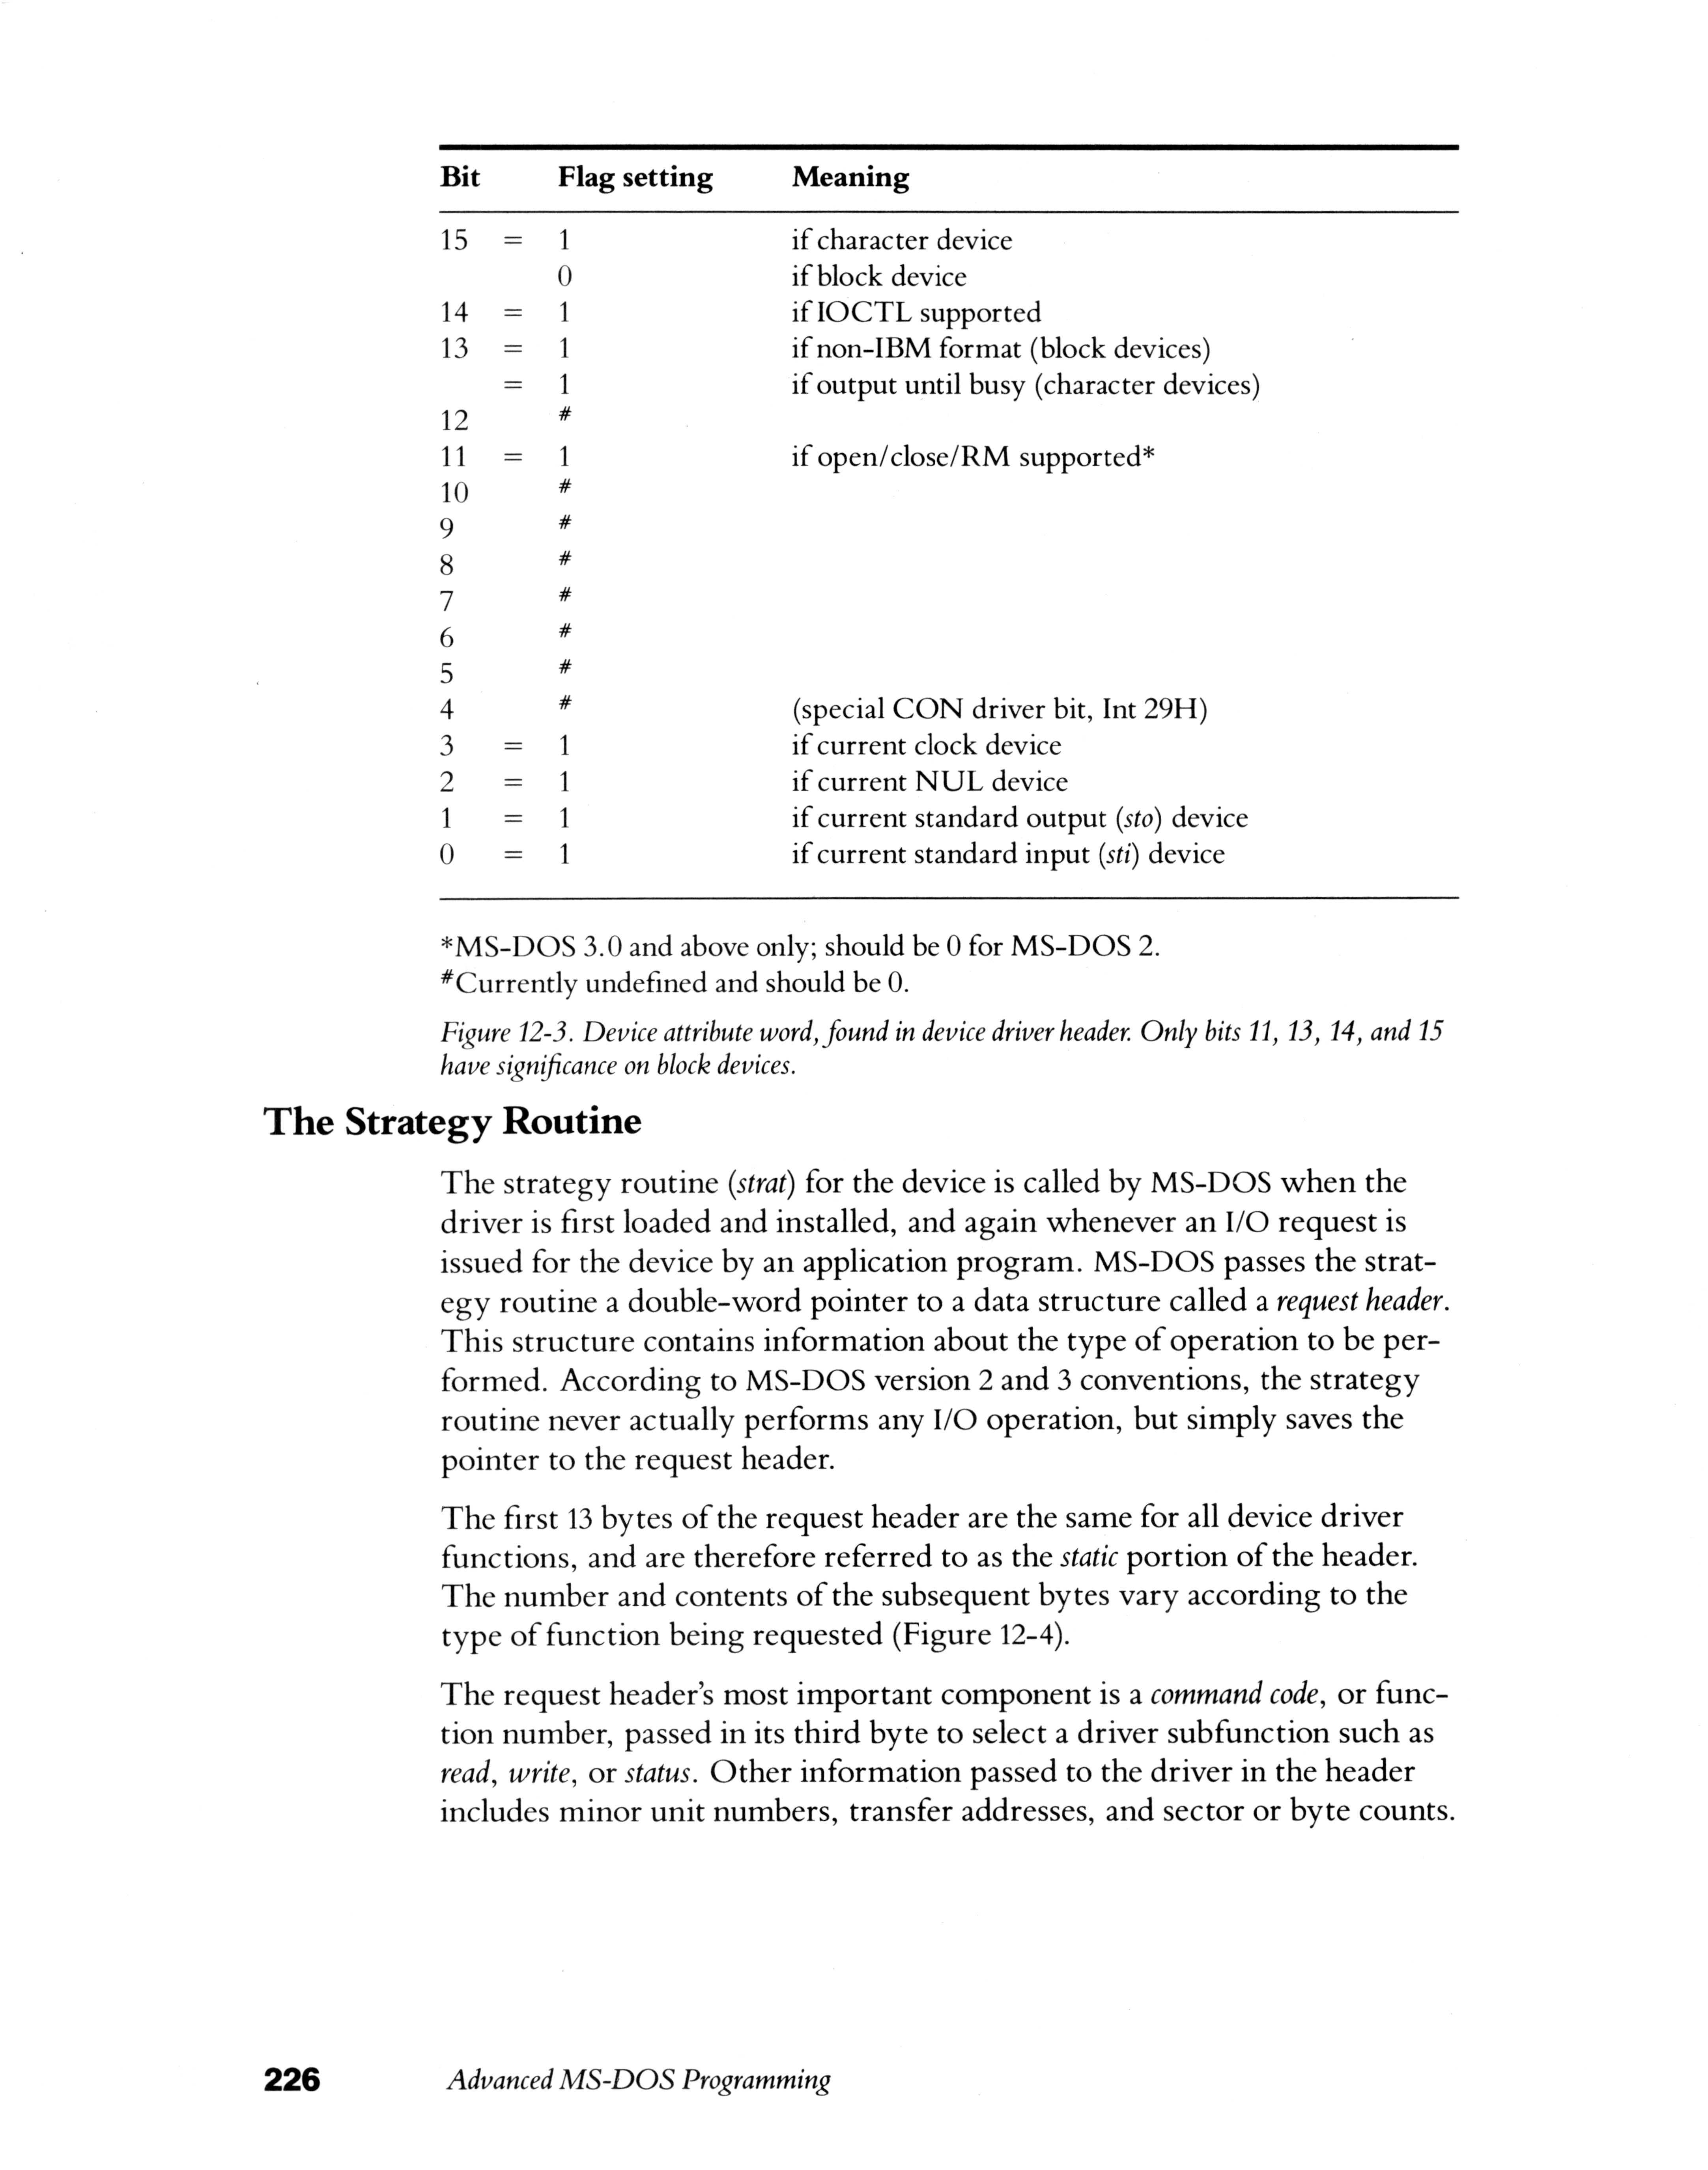 Bit Flag setting Meaning
15 = 1 if character device
0 if block device
14 = 1 if IOCTL supported
13 = 1 if non-IBM format (block devices)
= 1 if output until busy (character devices)
12 #
11 = 1 if open/close/RM supported*
10 #
9 #
8 #
7 #
6 #
5 #
4 # (special CON driver bit, Int 29H)
3 = 1 if current clock device
2 = 1 if current NUL device
1 = 1 if current standard output (sto) device
0 = 1 if current standard input (sti) device
*MS-DOS 3.0 and above only; should be 0 for MS-DOS 2.
#Currently undefined and should be 0.
Figure 12-3. Device attribute word, found in device driver header. Only bits 11, 13, 14, and 15
have significance on block devices.
The Strategy Routine
The strategy routine (strat) for the device is called by MS-DOS when the
driver is first loaded and installed, and again whenever an I/O request is
issued for the device by an application program. MS-DOS passes the strat-
egy routine a double-word pointer to a data structure called a request header.
This structure contains information about the type of operation to be per-
formed. According to MS-DOS version 2 and 3 conventions, the strategy
routine never actually performs any I/O operation, but simply saves the
pointer to the request header.
The first 13 bytes of the request header are the same for all device driver
functions, and are therefore referred to as the static portion of the header.
The number and contents of the subsequent bytes vary according to the
type of function being requested (Figure 12-4).
The request header's most important component is a command code, or func-
tion number, passed in its third byte to select a driver subfunction such as
read, write, or status. Other information passed to the driver in the header
includes minor unit numbers, transfer addresses, and sector or byte counts.
226 Advanced MS-DOS Programming